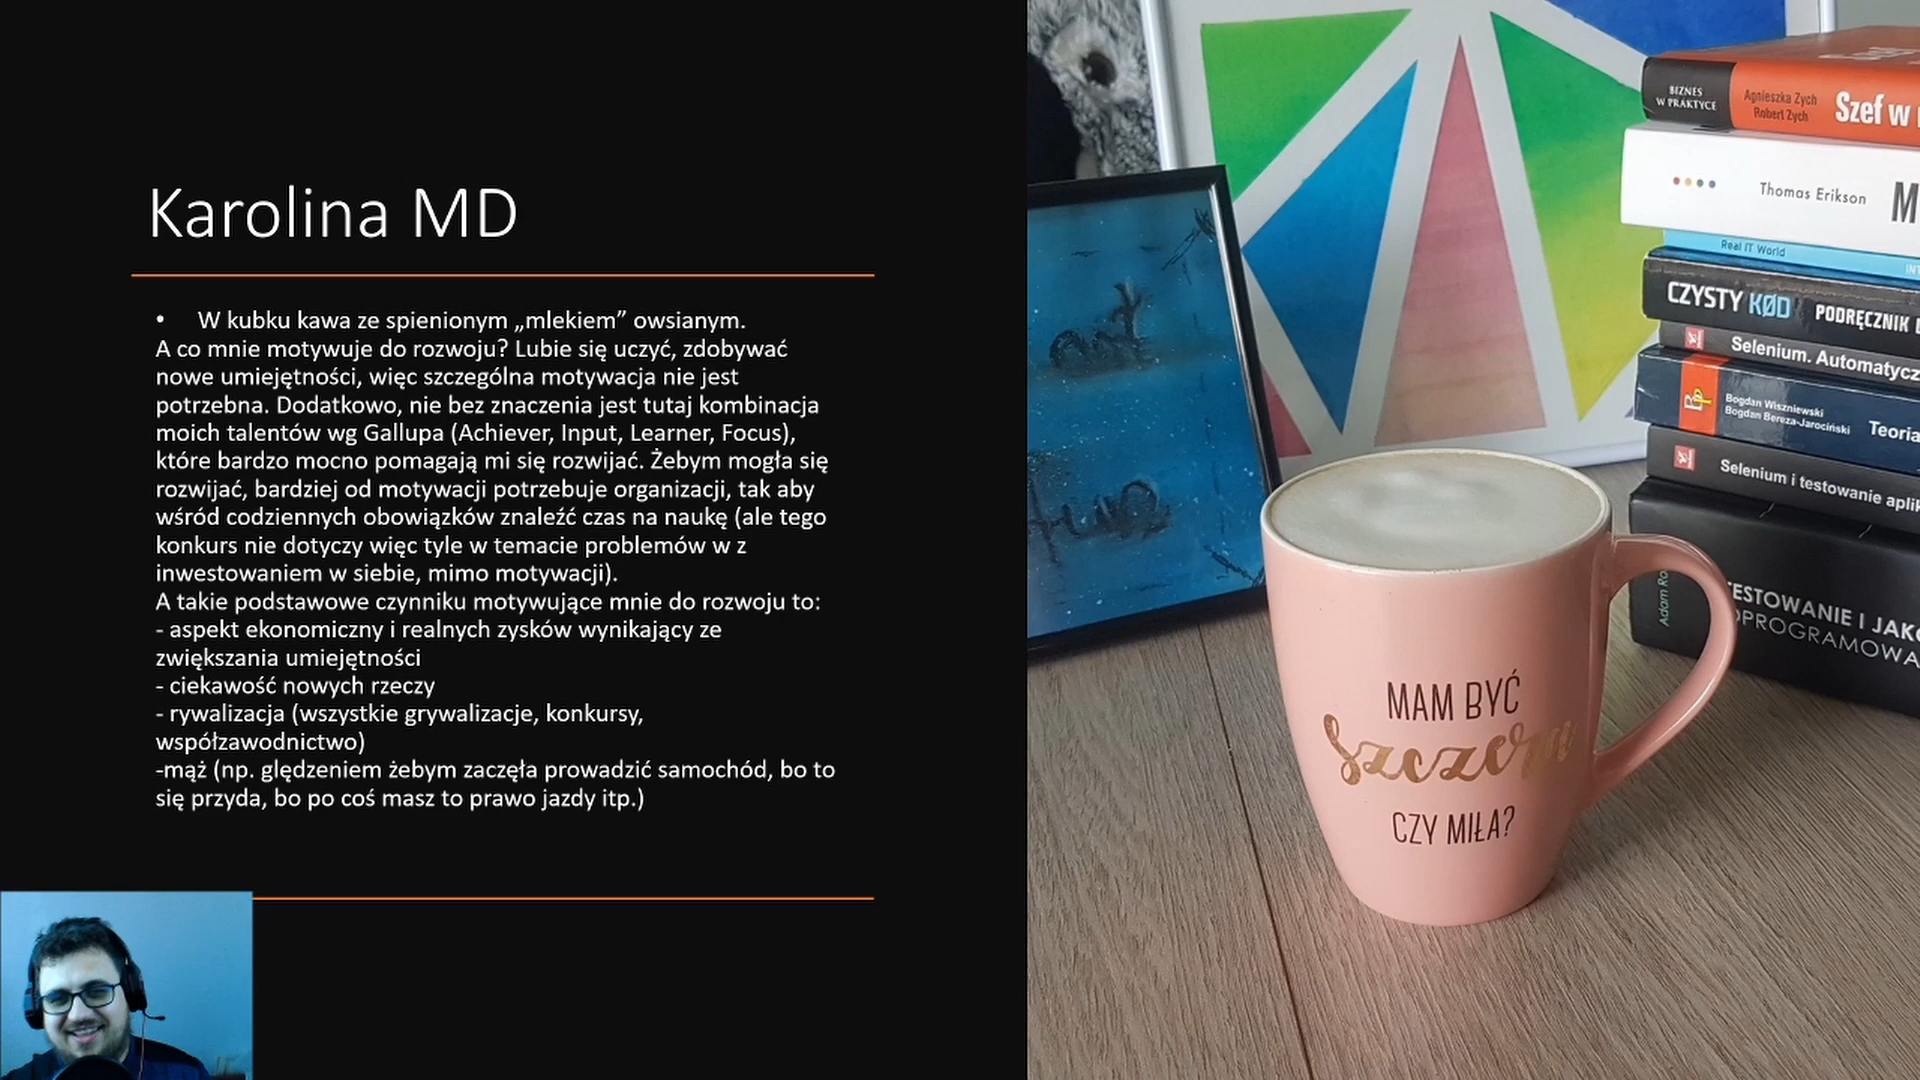 Karolina MD
• W kubku kawa ze spienionym „mlekiem” owsianym.
A co mnie motywuje do rozwoju? Lubie się uczyć, zdobywać
nowe umiejętności, więc szczególna motywacja nie jest
potrzebna. Dodatkowo, nie bez znaczenia jest tutaj kombinacja
moich talentów wg Gallupa (Achiever, Input, Learner, Focus),
które bardzo mocno pomagają mi się rozwijać. Żebym mogła się
rozwijać, bardziej od motywacji potrzebuje organizacji, tak aby
wśród codziennych obowiązków znaleźć czas na naukę (ale tego
konkurs nie dotyczy więc tyle w temacie problemów w z
inwestowaniem w siebie, mimo motywacji).
A takie podstawowe czynniku motywujące mnie do rozwoju to:
- aspekt ekonomiczny i realnych zysków wynikający ze
zwiększania umiejętności
- ciekawość nowych rzeczy
- rywalizacja (wszystkie grywalizacje, konkursy,
współzawodnictwo)
-mąż (np. ględzeniem żebym zaczęła prowadzić samochód, bo to
się przyda, bo po coś masz to prawo jazdy itp.)
BIZNES
W PRAKTYCE
Agnieszka Zych
Robert Zych
Szef w
Thomas Erikson
Real IT World
CZYSTY KØD PODRĘCZNIK
Selenium. Automatycz
Bogdan Wiszniewski
Bogdan Bereza-Jarociński
Teoria
Selenium i testowanie aplik
Adam Ro
TESTOWANIE I JAKO
OPROGRAMOWA
MAM BYĆ
Szczera
CZY MIŁA?